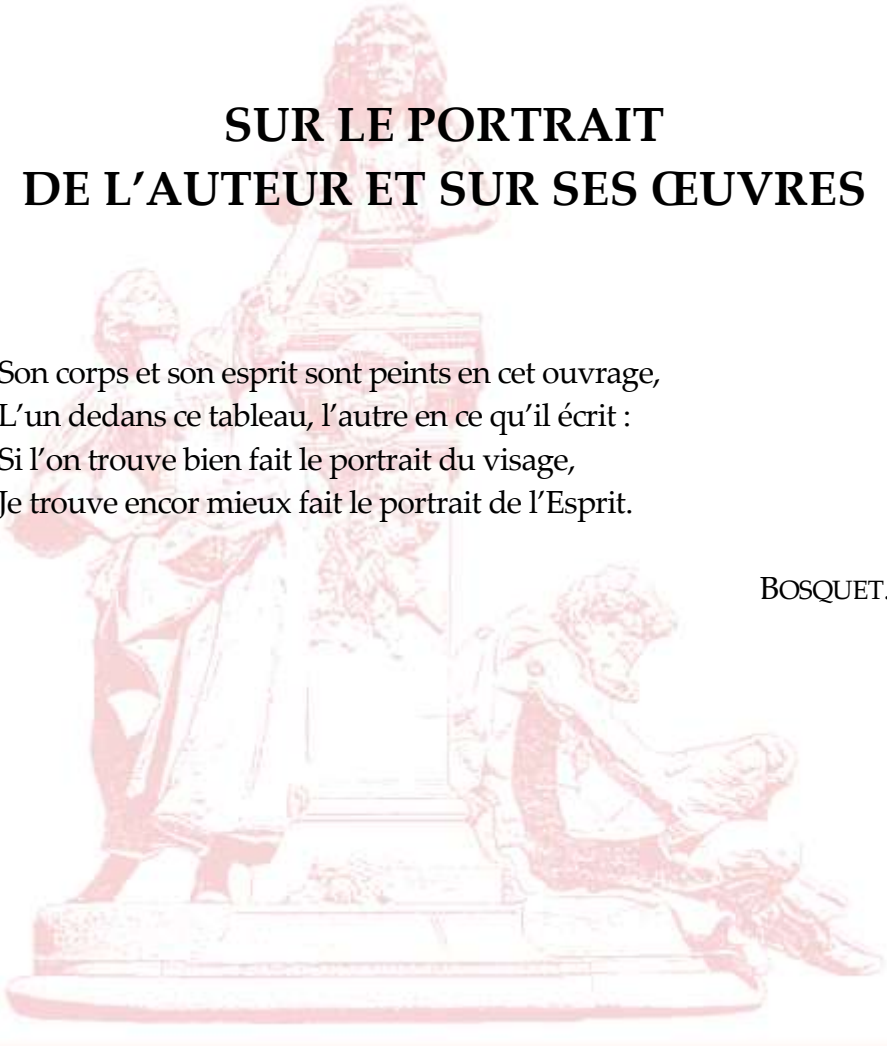 SUR LE PORTRAIT
DE L’AUTEUR ET SUR SES ŒUVRES
Son corps et son esprit sont peints en cet ouvrage,
L’un dedans ce tableau, l’autre en ce qu’il écrit :
Si l’on trouve bien fait le portrait du visage,
Je trouve encor mieux fait le portrait de l’Esprit.
BOSQUET.